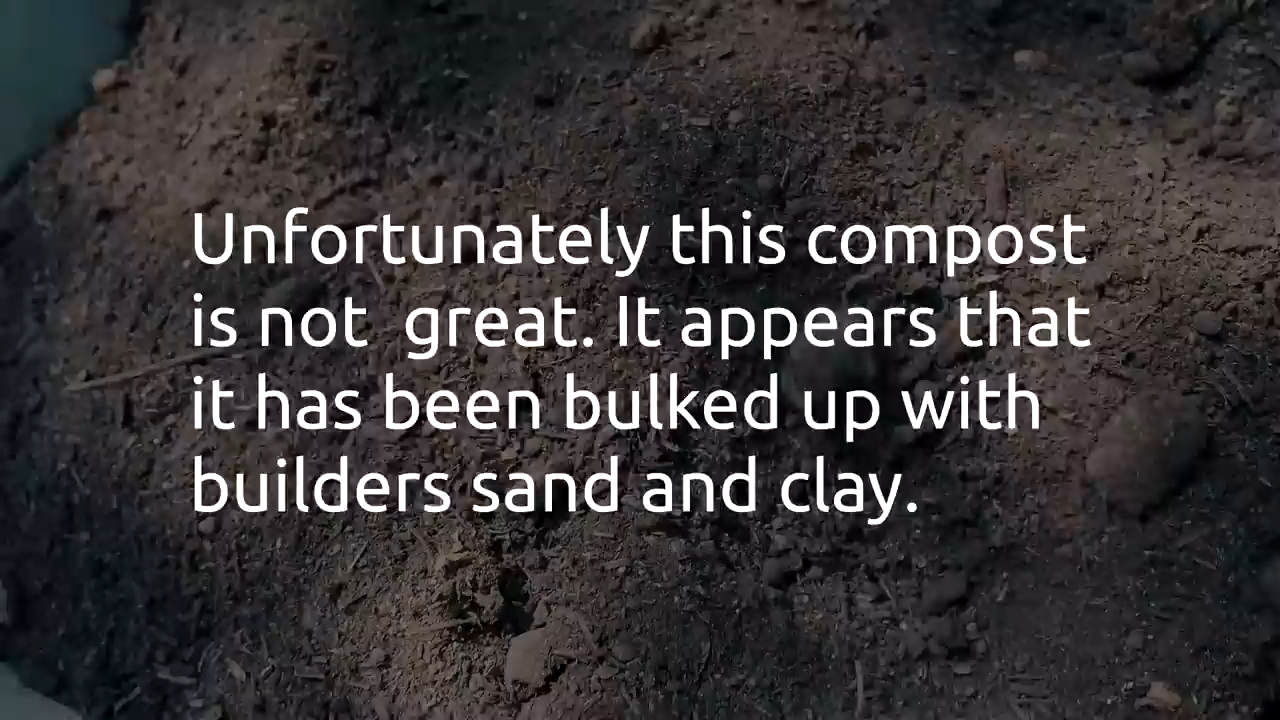 Unfortunately this compost
is not  great. It appears that
it has been bulked up with
builders sand and clay.